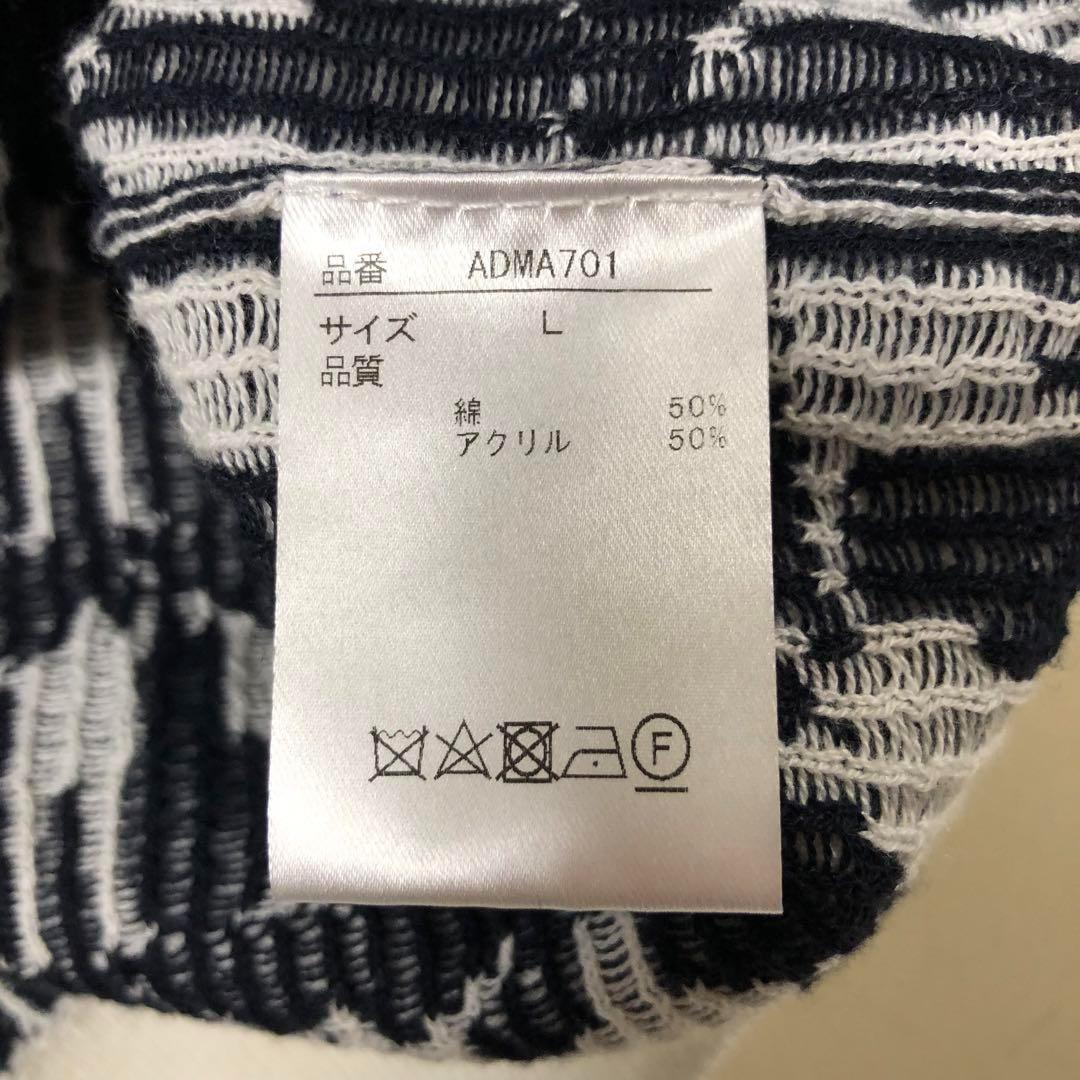 品番 ADMA701
サイズ L
品質
綿 50%
アクリル 50%
F